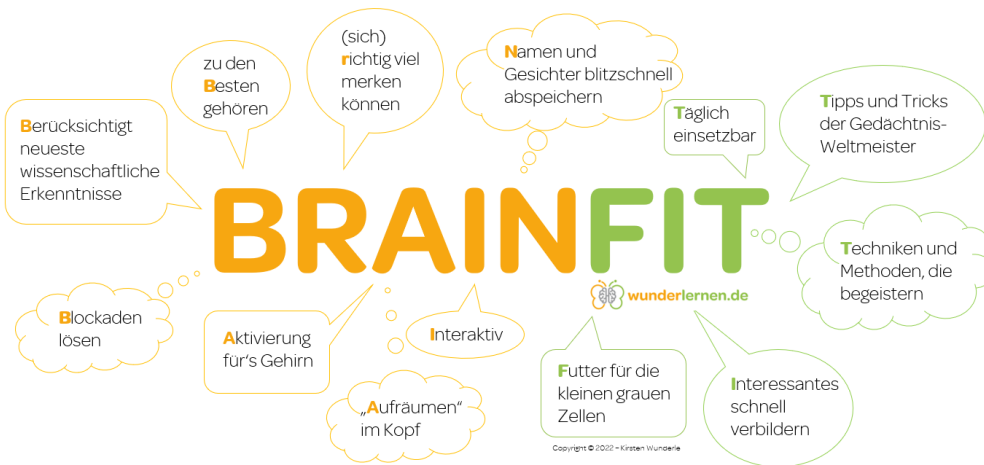 Berücksichtigt
neueste
wissenschaftliche
Erkenntnisse
zu den
Besten
gehören
(sich)
richtig viel
merken
können
Namen und
Gesichter blitzschnell
abspeichern
Täglich
einsetzbar
Tipps und Tricks
der Gedächtnis-
Weltmeister
BRAINFIT
wunderlernen.de
Techniken und
Methoden, die
begeistern
Blockaden
lösen
Aktivierung
für's Gehirn
„Aufräumen“
im Kopf
Interaktiv
Futter für die
kleinen grauen
Zellen
Interessantes
schnell
verbildern
Copyright © 2022 – Kirsten Wunderle